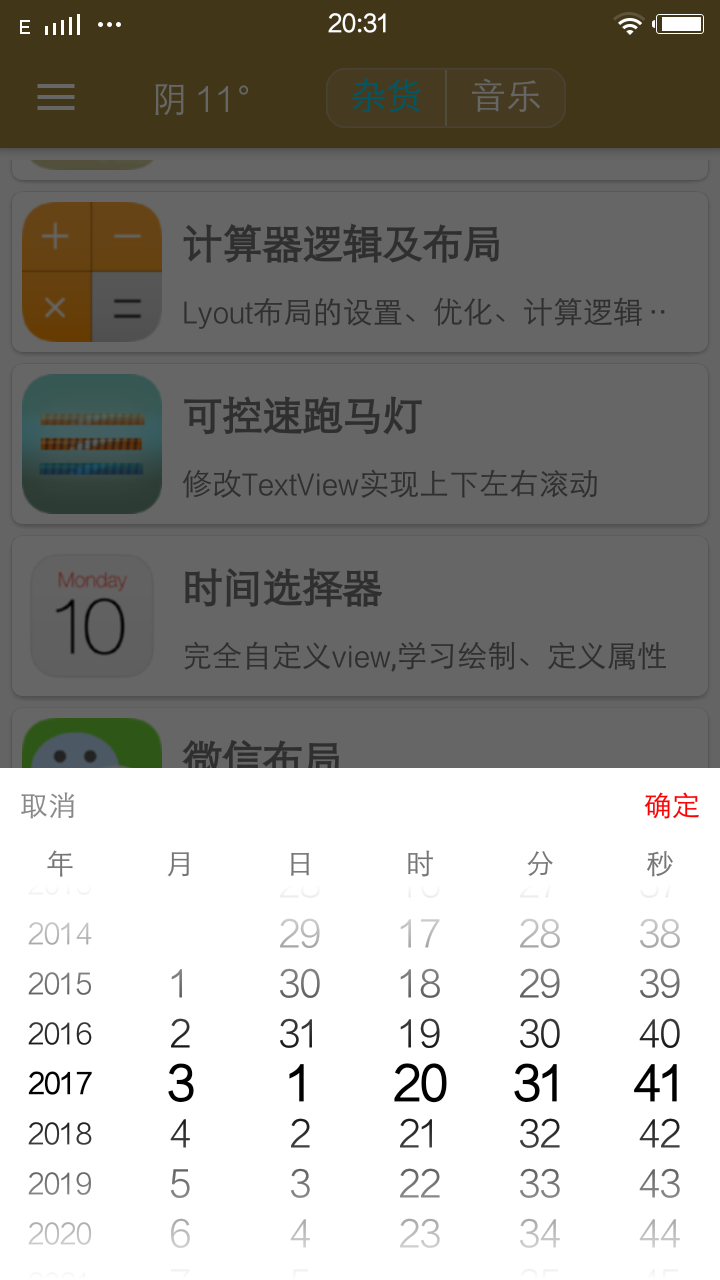 E 20:31
阴 11° 杂货 音乐
计算器逻辑及布局
Lyout布局的设置、优化、计算逻辑··
可控速跑马灯
修改TextView实现上下左右滚动
Monday
10
时间选择器
完全自定义view,学习绘制、定义属性
微信布局
取消 确定
年 月 日 时 分 秒
2014 29 17 28 38
2015 1 30 18 29 39
2016 2 31 19 30 40
2017 3 1 20 31 41
2018 4 2 21 32 42
2019 5 3 22 33 43
2020 6 4 23 34 44